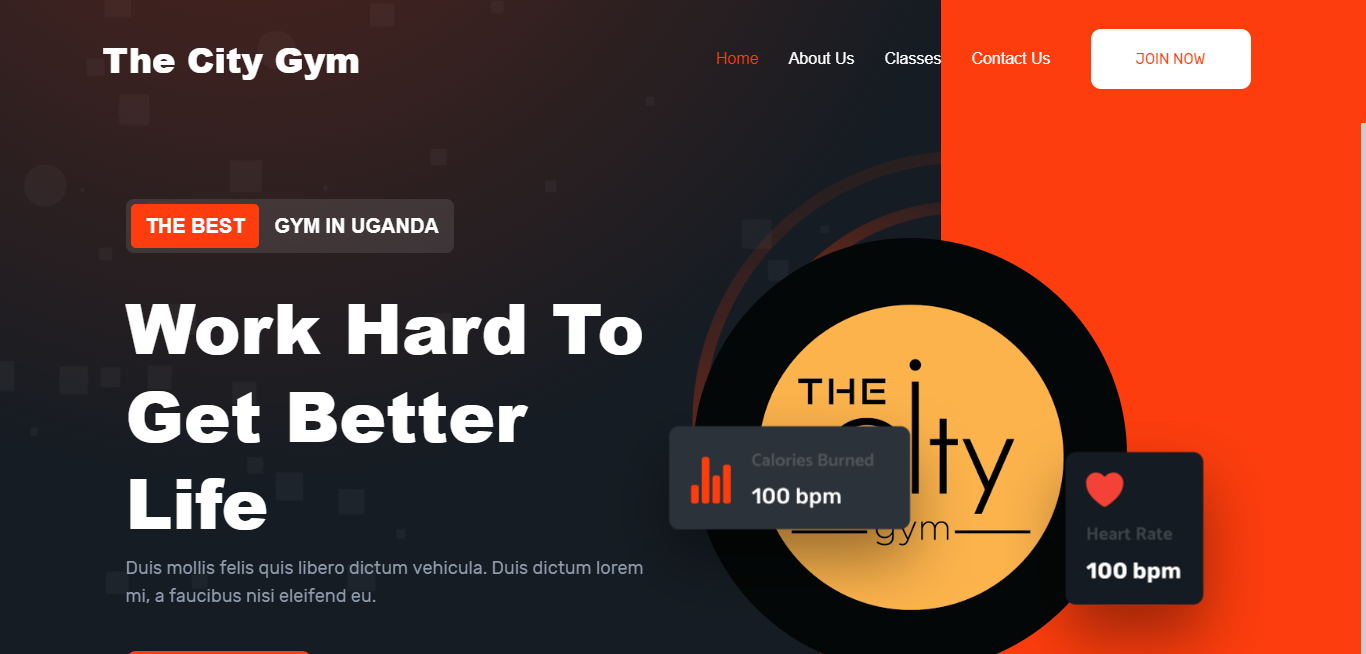 The City Gym
Home About Us Classes Contact Us JOIN NOW
THE BEST GYM IN UGANDA
Work Hard To
Get Better
Life
Duis mollis felis quis libero dictum vehicula. Duis dictum lorem
mi, a faucibus nisi eleifend eu.
THE
city
gym
Calories Burned
100 bpm
Heart Rate
100 bpm